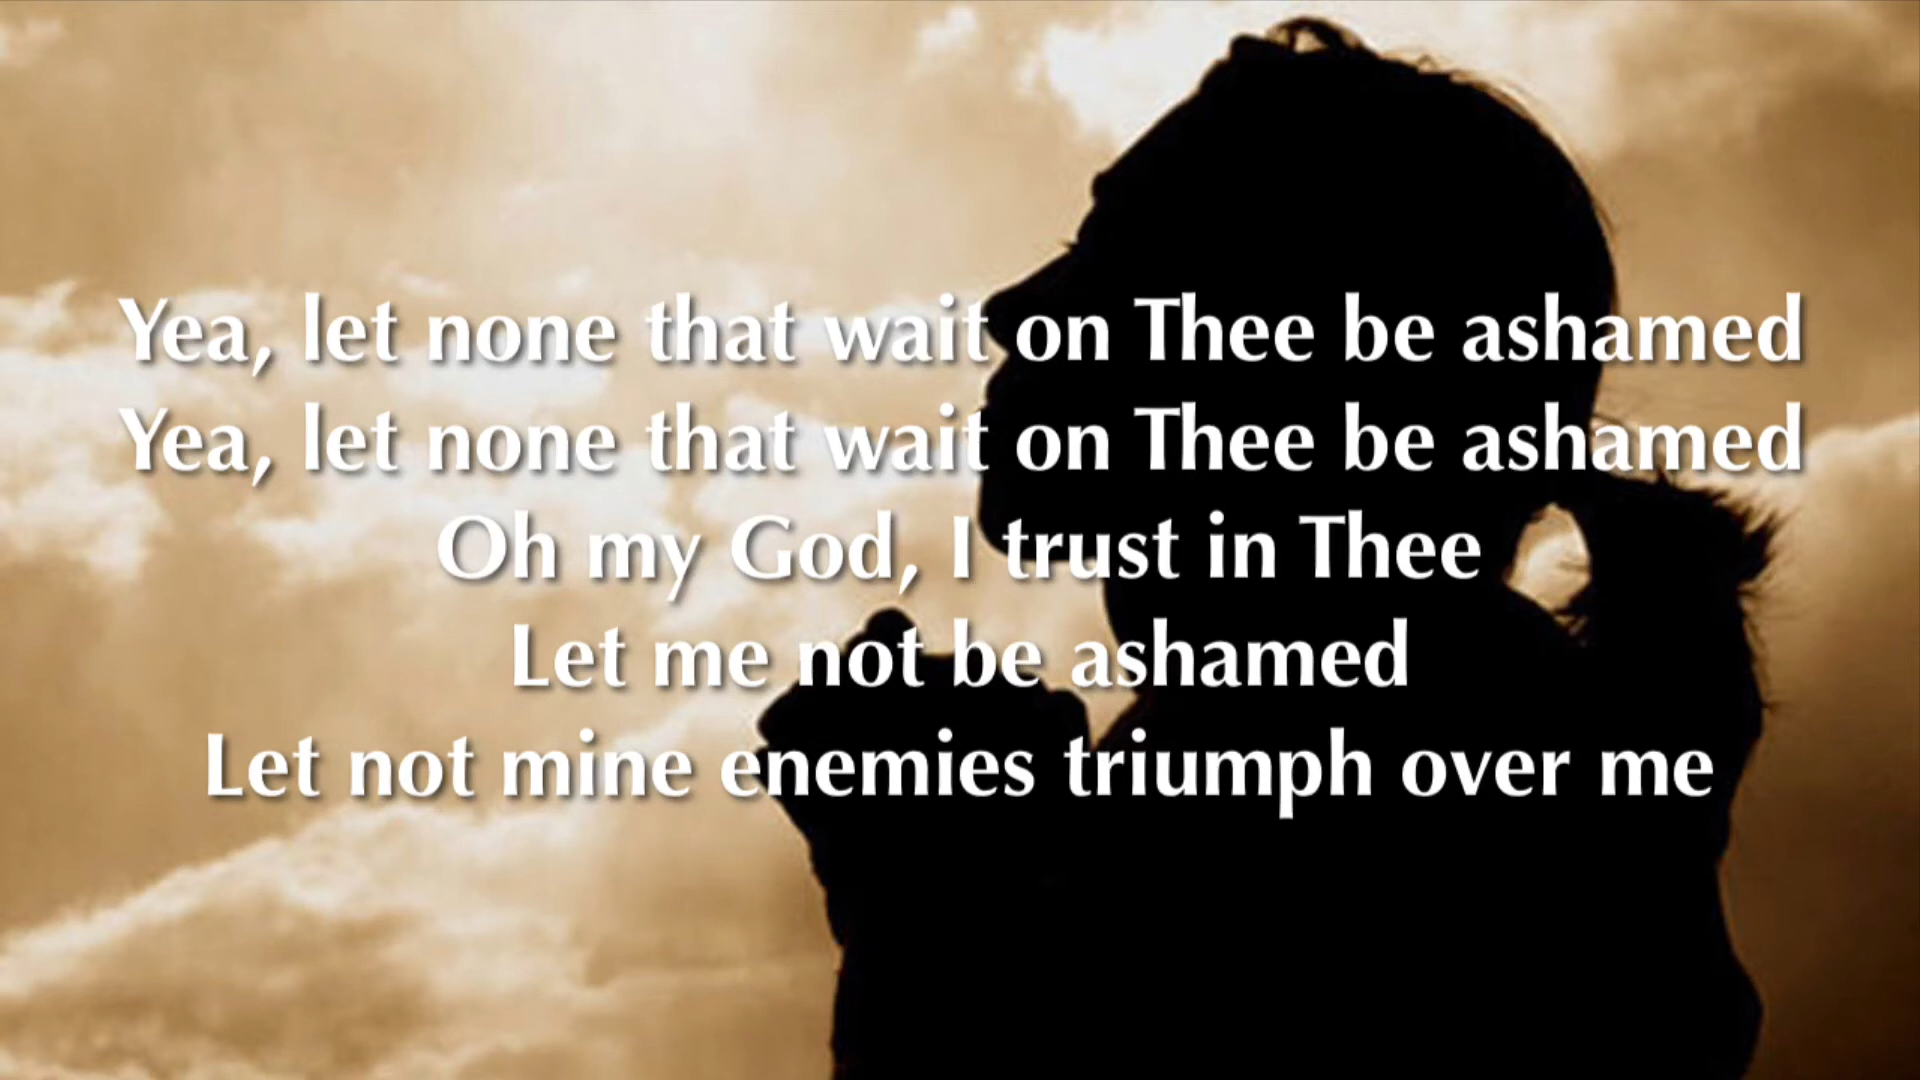 Yea, let none that wait on Thee be ashamed
Yea, let none that wait on Thee be ashamed
Oh my God, I trust in Thee
Let me not be ashamed
Let not mine enemies triumph over me